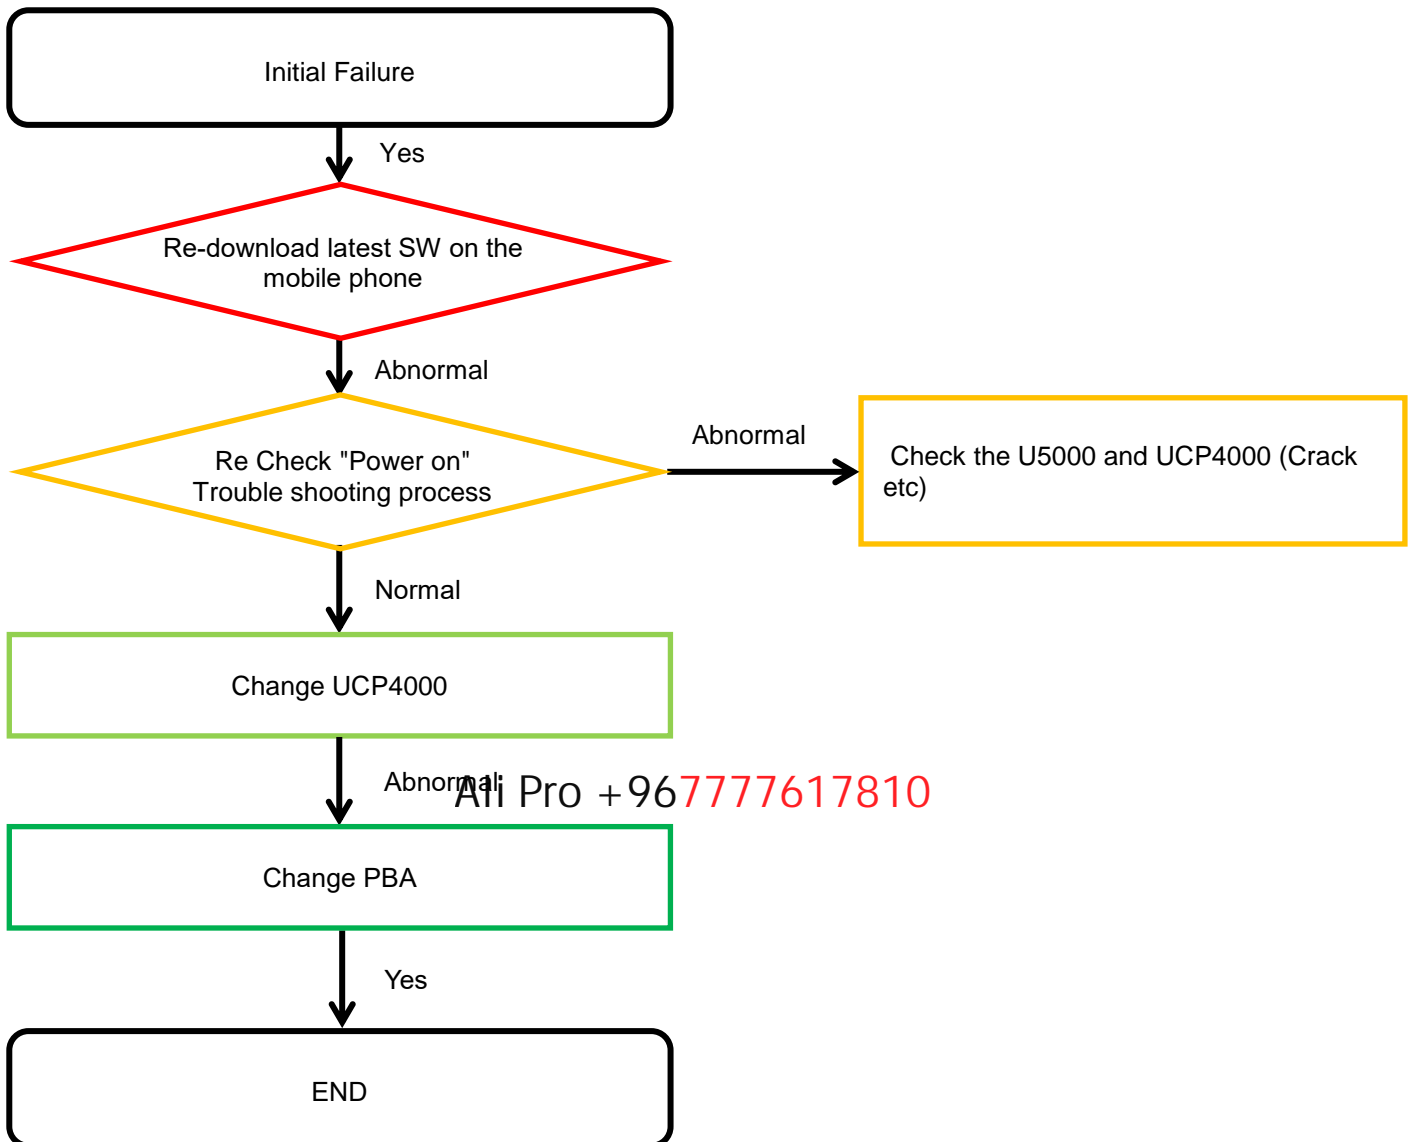 Initial Failure
Yes
Re-download latest SW on the
mobile phone
Abnormal
Re Check "Power on"
Trouble shooting process
Abnormal
Check the U5000 and UCP4000 (Crack
etc)
Normal
Change UCP4000
Abnormal
Ali Pro +967777617810
Change PBA
Yes
END